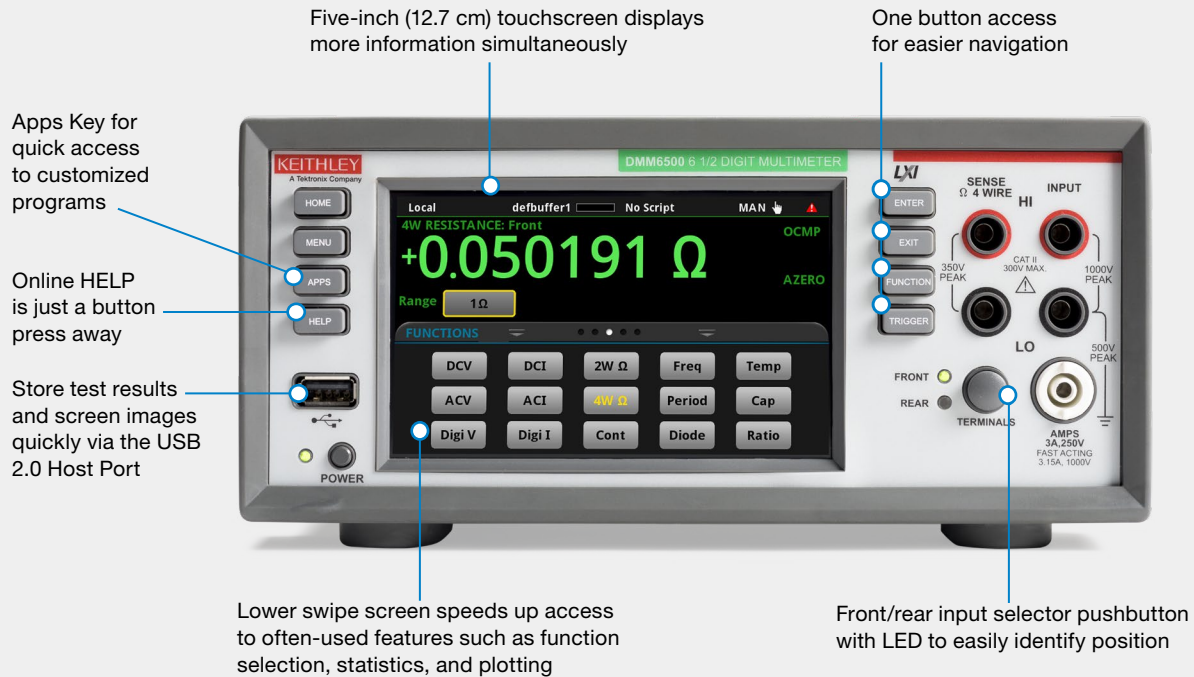 Five-inch (12.7 cm) touchscreen displays
more information simultaneously
One button access
for easier navigation
Apps Key for
quick access
to customized
programs
Online HELP
is just a button
press away
Store test results
and screen images
quickly via the USB
2.0 Host Port
KEITHLEY
A Tektronix Company
DMM6500 6 1/2 DIGIT MULTIMETER
LXI
HOME
MENU
APPS
HELP
POWER
Local defbuffer1 No Script MAN
4W RESISTANCE: Front
OCMP
+0.050191 Ω
AZERO
Range 1Ω
FUNCTIONS
DCV DCI 2W Ω Freq Temp
ACV ACI 4W Ω Period Cap
Digi V Digi I Cont Diode Ratio
ENTER
EXIT
FUNCTION
TRIGGER
SENSE
Ω 4 WIRE
INPUT
HI
350V
PEAK
CAT II
300V MAX.
1000V
PEAK
LO
500V
PEAK
FRONT
REAR
TERMINALS
AMPS
3A,250V
FAST ACTING
3.15A, 1000V
Lower swipe screen speeds up access
to often-used features such as function
selection, statistics, and plotting
Front/rear input selector pushbutton
with LED to easily identify position